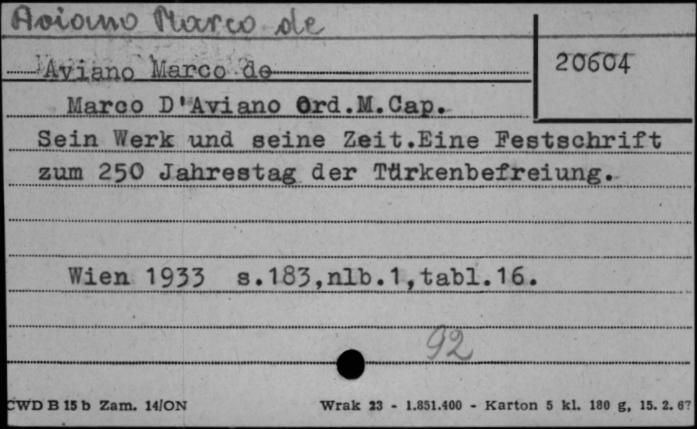 Aviano Marco de
Aviano Marco de
20604
Marco D'Aviano Ord.M.Cap.
Sein Werk und seine Zeit.Eine Festschrift
zum 250 Jahrestag der Türkenbefreiung.
Wien 1933 s.183,nlb.1,tabl.16.
92
CWD B 15 b Zam. 14/ON
Wrak 23 - 1.851.400 - Karton 5 kl. 180 g, 15. 2. 67